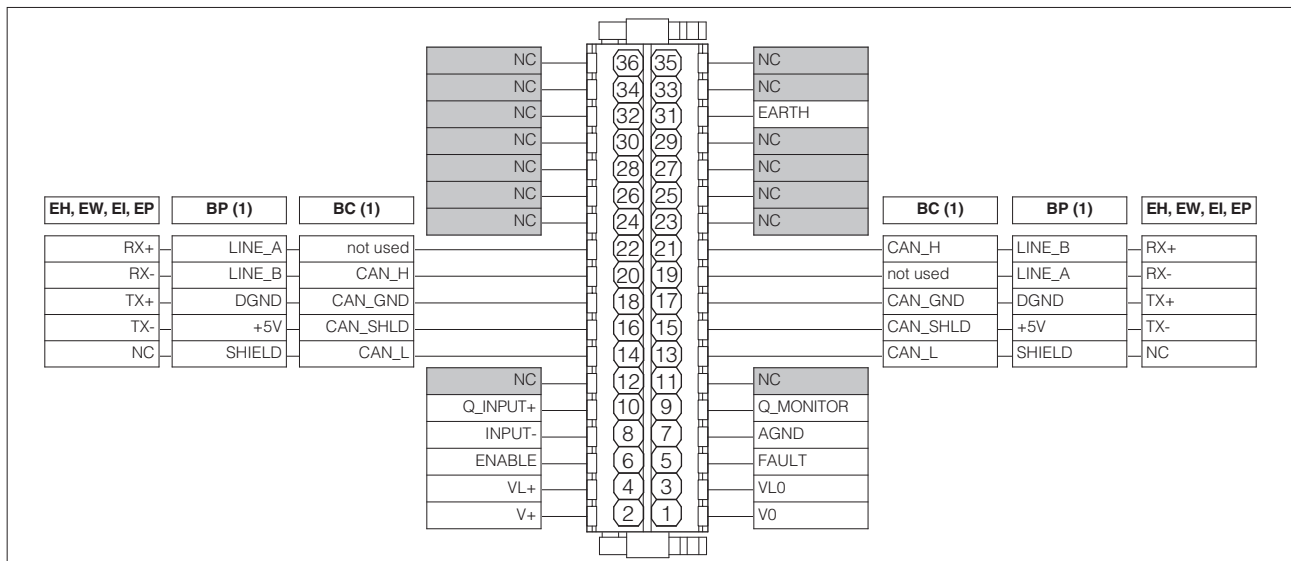 NC 36 35 NC
NC 34 33 NC
NC 32 31 EARTH
NC 30 29 NC
NC 28 27 NC
NC 26 25 NC
EH, EW, EI, EP BP (1) BC (1) BC (1) BP (1) EH, EW, EI, EP
NC 24 23 NC
RX+ LINE_A not used 22 21 CAN_H LINE_B RX+
RX- LINE_B CAN_H 20 19 not used LINE_A RX-
TX+ DGND CAN_GND 18 17 CAN_GND DGND TX+
TX- +5V CAN_SHLD 16 15 CAN_SHLD +5V TX-
NC SHIELD CAN_L 14 13 CAN_L SHIELD NC
NC 12 11 NC
Q_INPUT+ 10 9 Q_MONITOR
INPUT- 8 7 AGND
ENABLE 6 5 FAULT
VL+ 4 3 VL0
V+ 2 1 V0